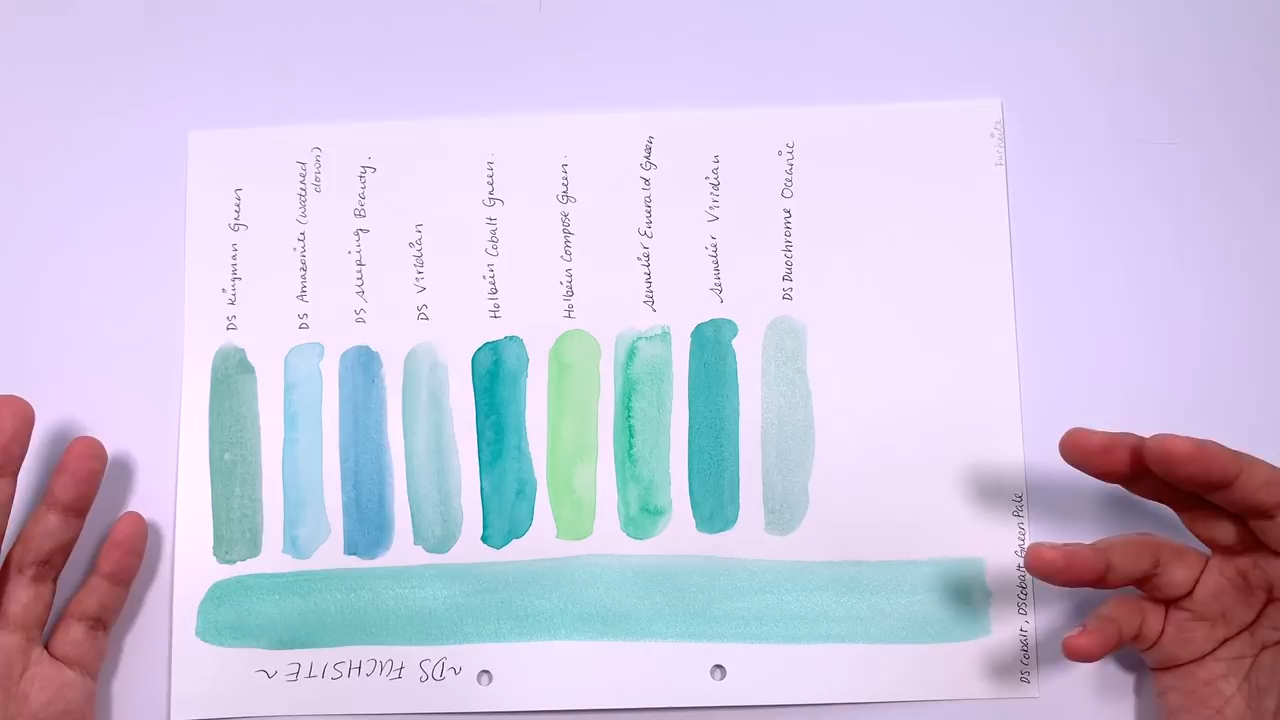 DS Kingman Green
DS Amazonite (watered
down)
DS Sleeping Beauty.
DS Viridian
Holbein Cobalt Green.
Holbein Compose Green.
Sennelier Emerald Green
Sennelier Viridian
DS Duochrome Oceanic
Fuchsite
DS Cobalt, DS Cobalt Green Pale
~DS FUCHSITE~